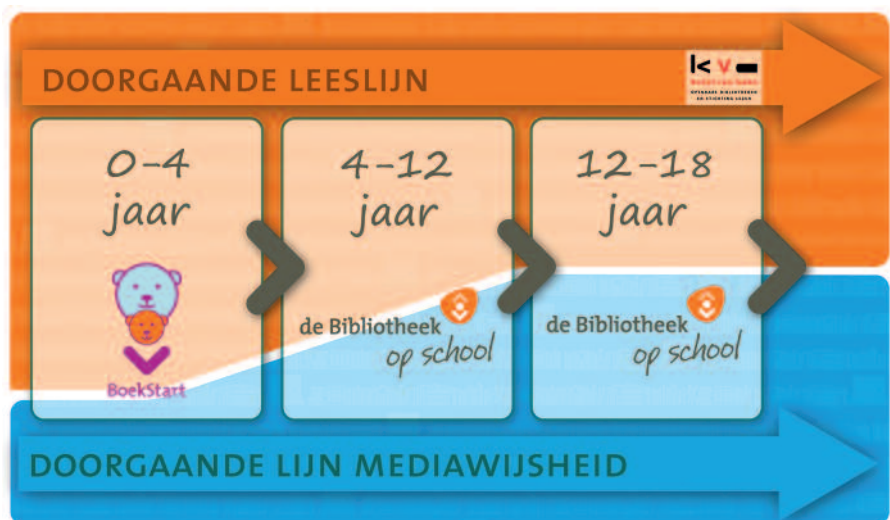 DOORGAANDE LEESLIJN
0-4
jaar
BoekStart
4-12
jaar
de Bibliotheek
op school
12-18
jaar
de Bibliotheek
op school
DOORGAANDE LIJN MEDIAWIJSHEID